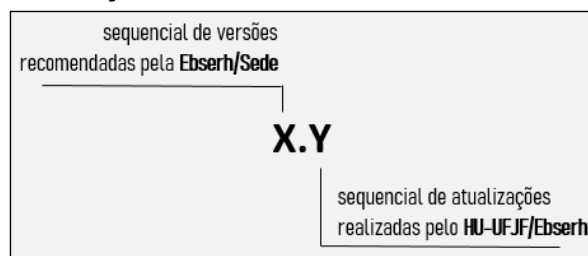 sequencial de versões
recomendadas pela Ebserh/Sede
X.Y
sequencial de atualizações
realizadas pelo HU-UFJF/Ebserh